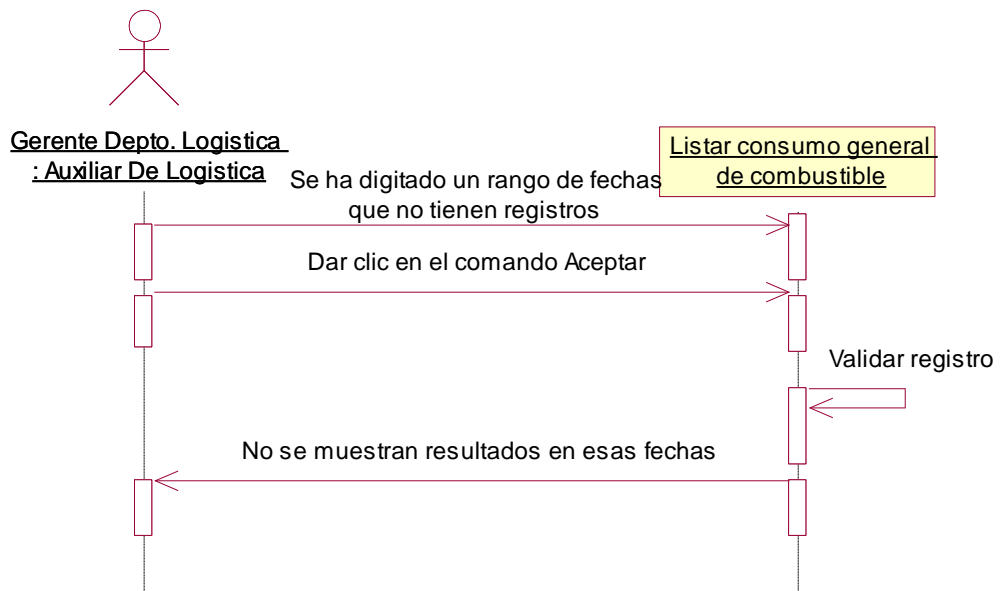 Gerente Depto. Logistica
: Auxiliar De Logistica
Listar consumo general
de combustible
Se ha digitado un rango de fechas
que no tienen registros
Dar clic en el comando Aceptar
Validar registro
No se muestran resultados en esas fechas